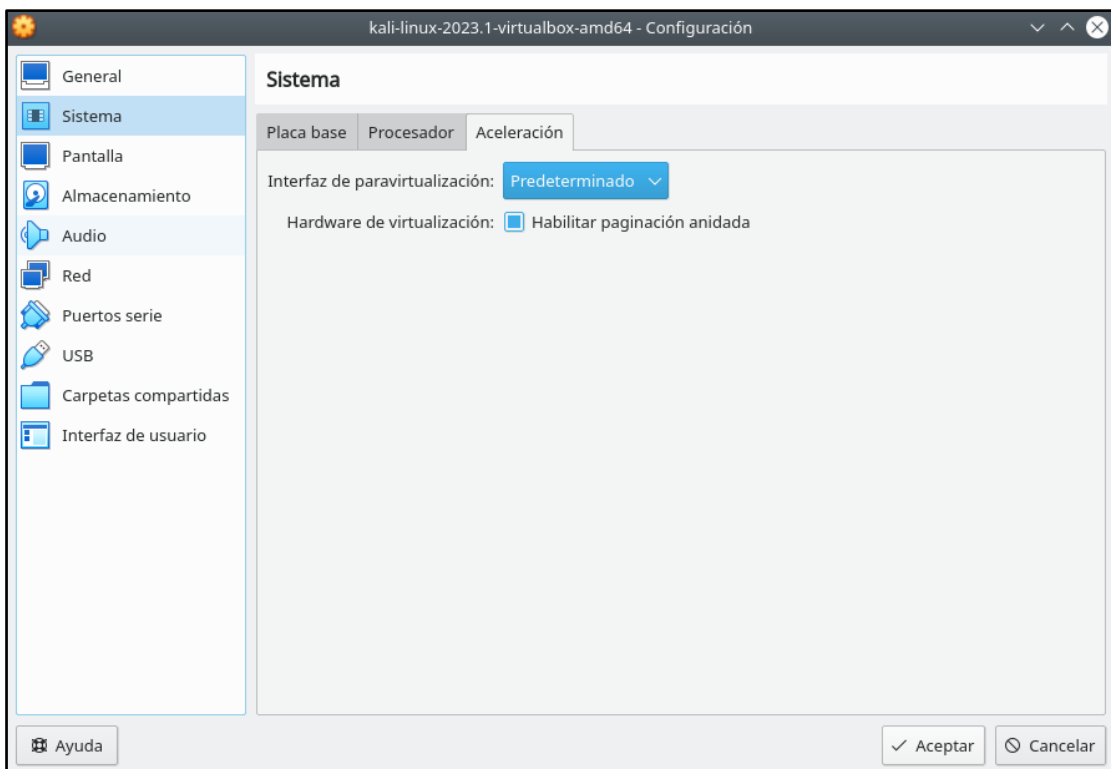 kali-linux-2023.1-virtualbox-amd64 - Configuración
General
Sistema
Pantalla
Almacenamiento
Audio
Red
Puertos serie
USB
Carpetas compartidas
Interfaz de usuario
Sistema
Placa base Procesador Aceleración
Interfaz de paravirtualización: Predeterminado
Hardware de virtualización: Habilitar paginación anidada
Ayuda Aceptar Cancelar